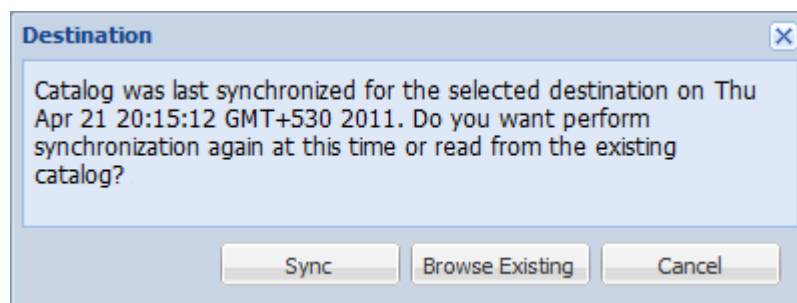 Destination
Catalog was last synchronized for the selected destination on Thu
Apr 21 20:15:12 GMT+530 2011. Do you want perform
synchronization again at this time or read from the existing
catalog?
Sync
Browse Existing
Cancel